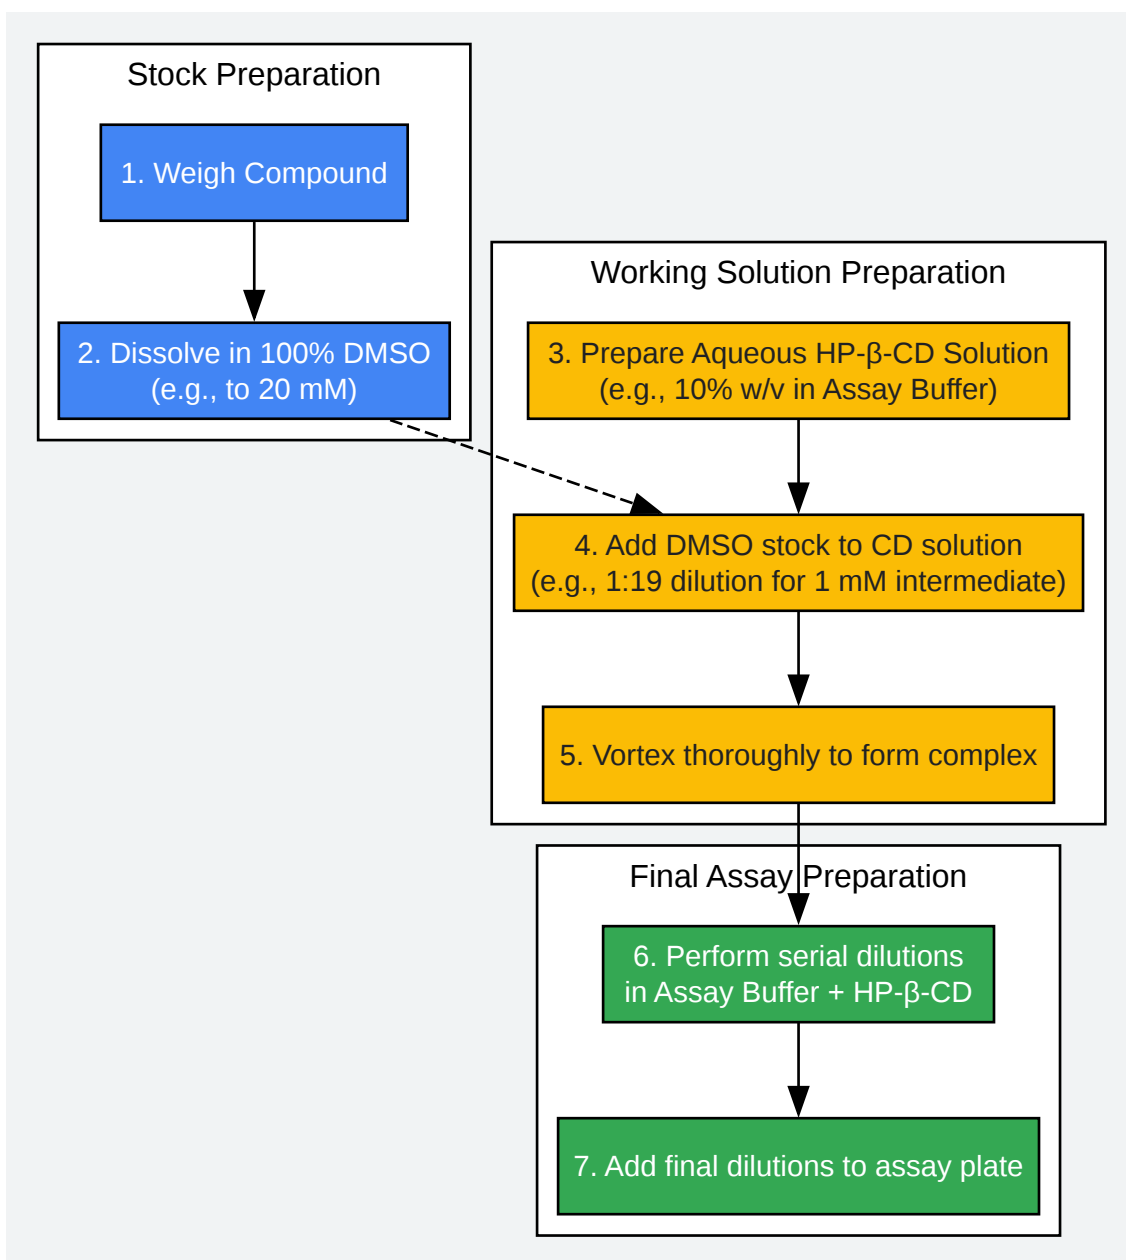 Stock Preparation
1. Weigh Compound
2. Dissolve in 100% DMSO
(e.g., to 20 mM)
Working Solution Preparation
3. Prepare Aqueous HP-β-CD Solution
(e.g., 10% w/v in Assay Buffer)
4. Add DMSO stock to CD solution
(e.g., 1:19 dilution for 1 mM intermediate)
5. Vortex thoroughly to form complex
Final Assay Preparation
6. Perform serial dilutions
in Assay Buffer + HP-β-CD
7. Add final dilutions to assay plate